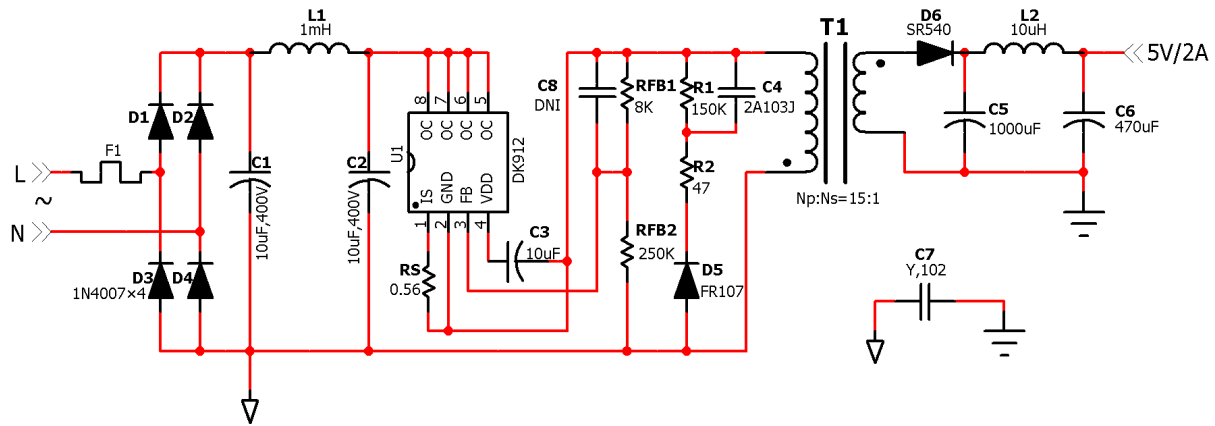 L1
1mH
T1
D6
SR540
L2
10uH
5V/2A
D1
D2
F1
L
~
N
D3
D4
1N4007×4
C1
10uF,400V
C2
10uF,400V
8
7
6
5
OC
OC
OC
OC
U1
DK912
IS
GND
FB
VDD
1
2
3
4
RS
0.56
C3
10uF
C8
DNI
RFB1
8K
R1
150K
C4
2A103J
R2
47
RFB2
250K
D5
FR107
Np:Ns=15:1
C5
1000uF
C6
470uF
C7
Y,102